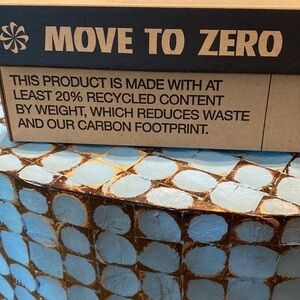 MOVE TO ZERO
THIS PRODUCT IS MADE WITH AT
LEAST 20% RECYCLED CONTENT
BY WEIGHT, WHICH REDUCES WASTE
AND OUR CARBON FOOTPRINT.